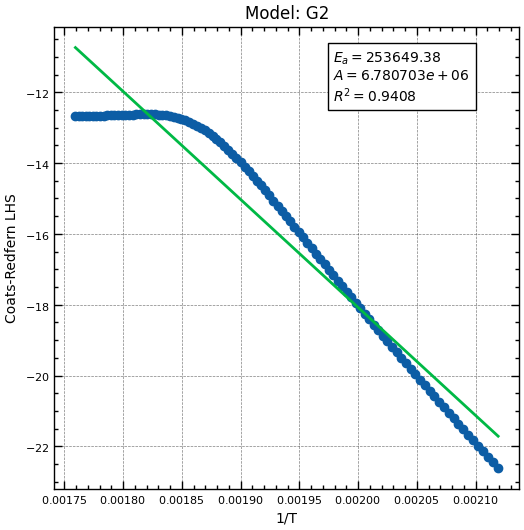 Model: G2
E_a = 253649.38
A = 6.780703e + 06
R^2 = 0.9408
Coats-Redfern LHS
−12
−14
−16
−18
−20
−22
0.00175 0.00180 0.00185 0.00190 0.00195 0.00200 0.00205 0.00210
1/T